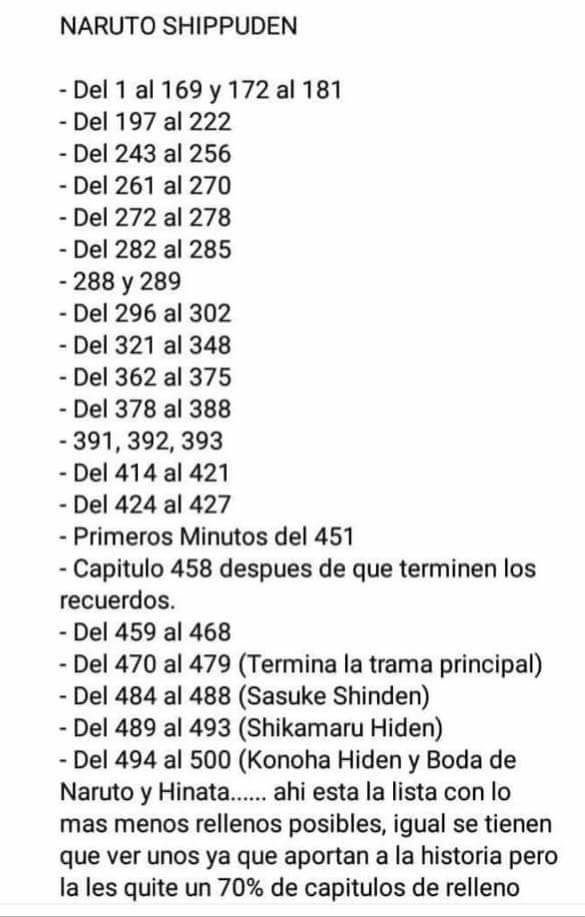 NARUTO SHIPPUDEN
- Del 1 al 169 y 172 al 181
- Del 197 al 222
- Del 243 al 256
- Del 261 al 270
- Del 272 al 278
- Del 282 al 285
- 288 y 289
- Del 296 al 302
- Del 321 al 348
- Del 362 al 375
- Del 378 al 388
- 391, 392, 393
- Del 414 al 421
- Del 424 al 427
- Primeros Minutos del 451
- Capitulo 458 despues de que terminen los
recuerdos.
- Del 459 al 468
- Del 470 al 479 (Termina la trama principal)
- Del 484 al 488 (Sasuke Shinden)
- Del 489 al 493 (Shikamaru Hiden)
- Del 494 al 500 (Konoha Hiden y Boda de
Naruto y Hinata...... ahi esta la lista con lo
mas menos rellenos posibles, igual se tienen
que ver unos ya que aportan a la historia pero
la les quite un 70% de capitulos de relleno